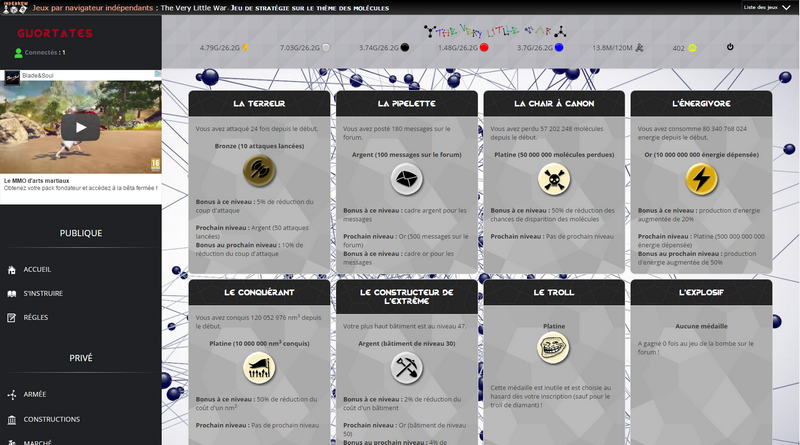 Jeux par navigateur indépendants : The Very Little War Jeu de stratégie sur le thème des molécules
Liste des jeux
GUORTATES
Connectés : 1
THE VERY LITTLE WAR
4.79G/26.2G
7.03G/26.2G
3.74G/26.2G
1.48G/26.2G
3.7G/26.2G
13.8M/120M
402
Blade&Soul
Le MMO d'arts martiaux
Obtenez votre pack fondateur et accédez à la bêta fermée !
PUBLIQUE
ACCUEIL
S'INSTRUIRE
RÈGLES
PRIVÉ
ARMÉE
CONSTRUCTIONS
MARCHÉ
LA TERREUR
Vous avez attaqué 24 fois depuis le début.
Bronze (10 attaques lancées)
Bonus à ce niveau : 5% de réduction du
coup d'attaque
Prochain niveau : Argent (50 attaques
lancées)
Bonus au prochain niveau : 10% de
réduction du coup d'attaque
LA PIPELETTE
Vous avez posté 180 messages sur le
forum.
Argent (100 messages sur le forum)
Bonus à ce niveau : cadre argent pour
les messages
Prochain niveau : Or (500 messages sur le
forum)
Bonus au prochain niveau : cadre or pour
les messages
LA CHAIR À CANON
Vous avez perdu 57 202 248 molécules
depuis le début.
Platine (50 000 000 molécules perdues)
Bonus à ce niveau : 50% de réduction des
chances de disparition des molécules
Prochain niveau : Pas de prochain niveau
L'ÉNERGIVORE
Vous avez consommé 80 340 768 024
energie depuis le début.
Or (10 000 000 000 énergie dépensée)
Bonus à ce niveau : production d'energie
augmentée de 20%
Prochain niveau : Platine (500 000 000 000
énergie dépensée)
Bonus au prochain niveau : production
d'energie augmentée de 50%
LE CONQUÉRANT
Vous avez conquis 120 052 976 nm³ depuis
le début.
Platine (10 000 000 nm³ conquis)
Bonus à ce niveau : 50% de réduction du
coût d'un nm³
Prochain niveau : Pas de prochain niveau
LE CONSTRUCTEUR DE
L'EXTRÊME
Votre plus haut bâtiment est au niveau 47.
Argent (bâtiment de niveau 30)
Bonus à ce niveau : 2% de réduction du
coût d'un bâtiment
Prochain niveau : Or (bâtiment de niveau
50)
Bonus au prochain niveau : 4% de
LE TROLL
Platine
Cette médaille est inutile et est choisie au
hasard dès votre inscription (sauf pour le
troll de diamant) !
L'EXPLOSIF
Aucune médaille
A gagné 0 fois au jeu de la bombe sur le
forum !